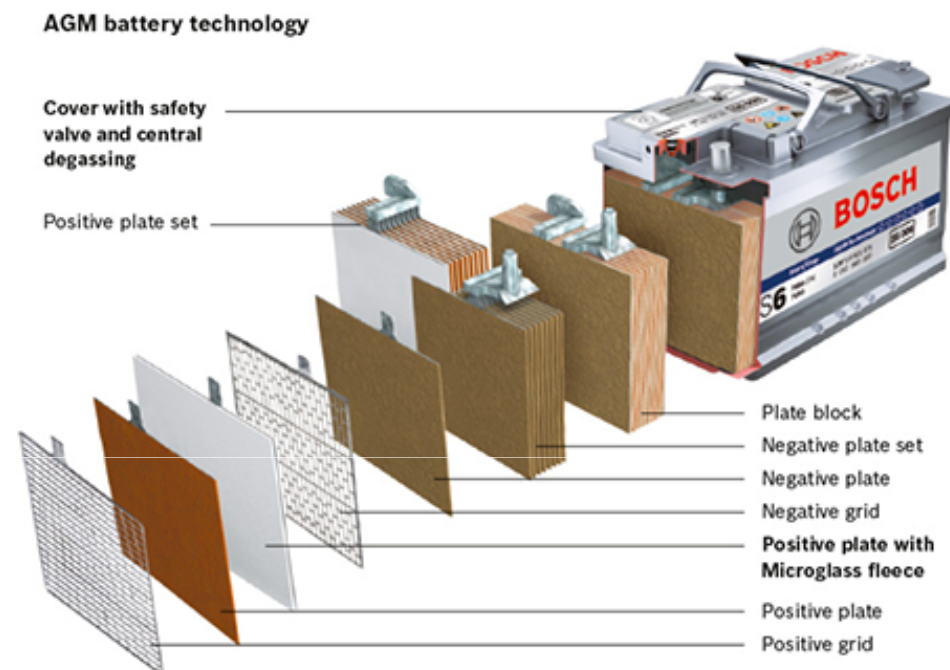 AGM battery technology
Cover with safety
valve and central
degassing
Positive plate set
BOSCH
BOSCH
S6
Plate block
Negative plate set
Negative plate
Negative grid
Positive plate with
Microglass fleece
Positive plate
Positive grid